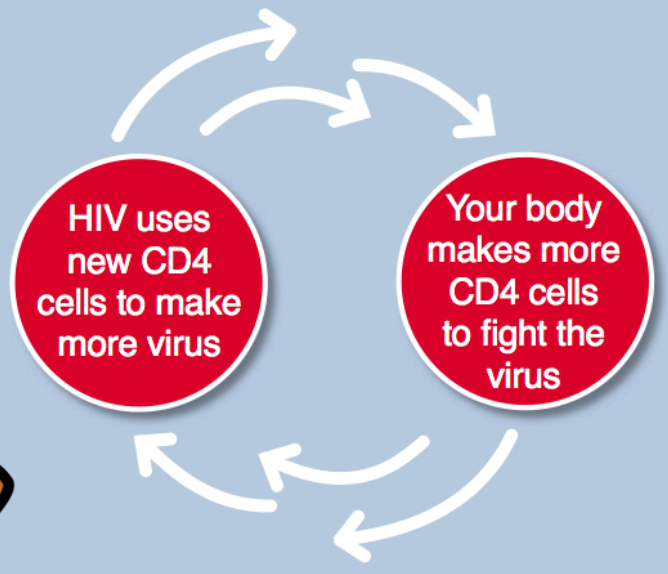 HIV uses
new CD4
cells to make
more virus
Your body
makes more
CD4 cells
to fight the
virus